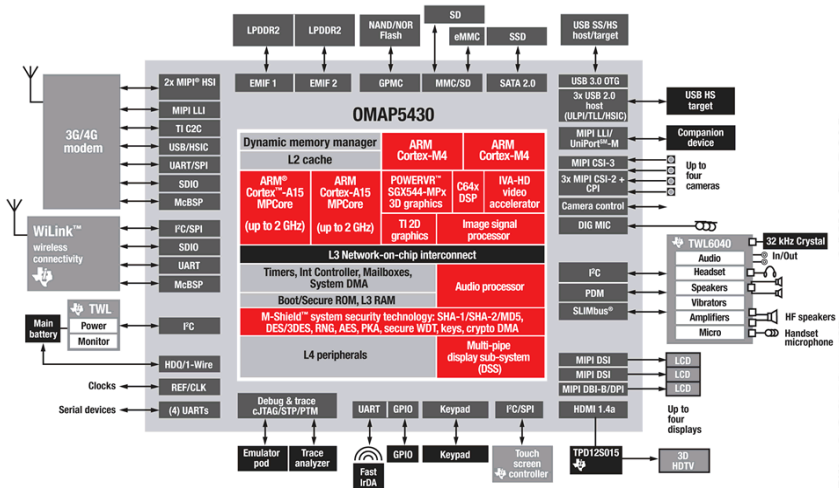 LPDDR2
LPDDR2
NAND/NOR
Flash
SD
eMMC
SSD
USB SS/HS
host/target
EMIF 1
EMIF 2
GPMC
MMC/SD
SATA 2.0
USB 3.0 OTG
3x USB 2.0
host
(ULPI/TLL/HSIC)
USB HS
target
MIPI LLI/
UniPort℠-M
Companion
device
MIPI CSI-3
3x MIPI CSI-2 +
CPI
Up to
four
cameras
Camera control
DIG MIC
3G/4G
modem
2x MIPI® HSI
MIPI LLI
TI C2C
USB/HSIC
UART/SPI
SDIO
McBSP
WiLink™
wireless
connectivity
I²C/SPI
SDIO
UART
McBSP
TWL
Power
Monitor
Main
battery
I²C
HDQ/1-Wire
Clocks
REF/CLK
Serial devices
(4) UARTs
OMAP5430
Dynamic memory manager
L2 cache
ARM
Cortex-M4
ARM
Cortex-M4
ARM®
Cortex™-A15
MPCore
(up to 2 GHz)
ARM
Cortex-A15
MPCore
(up to 2 GHz)
POWERVR™
SGX544-MPx
3D graphics
C64x
DSP
IVA-HD
video
accelerator
TI 2D
graphics
Image signal
processor
L3 Network-on-chip interconnect
Timers, Int Controller, Mailboxes,
System DMA
Boot/Secure ROM, L3 RAM
Audio processor
M-Shield™ system security technology: SHA-1/SHA-2/MD5,
DES/3DES, RNG, AES, PKA, secure WDT, keys, crypto DMA
L4 peripherals
Multi-pipe
display sub-system
(DSS)
I²C
PDM
SLIMbus®
TWL6040
Audio
Headset
Speakers
Vibrators
Amplifiers
Micro
32 kHz Crystal
In/Out
HF speakers
Handset
microphone
MIPI DSI
MIPI DSI
MIPI DBI-B/DPI
LCD
LCD
LCD
HDMI 1.4a
Up to
four
displays
TPD12S015
3D
HDTV
Debug & trace
cJTAG/STP/PTM
UART
GPIO
Keypad
I²C/SPI
Emulator
pod
Trace
analyzer
Fast
IrDA
GPIO
Keypad
Touch
screen
controller